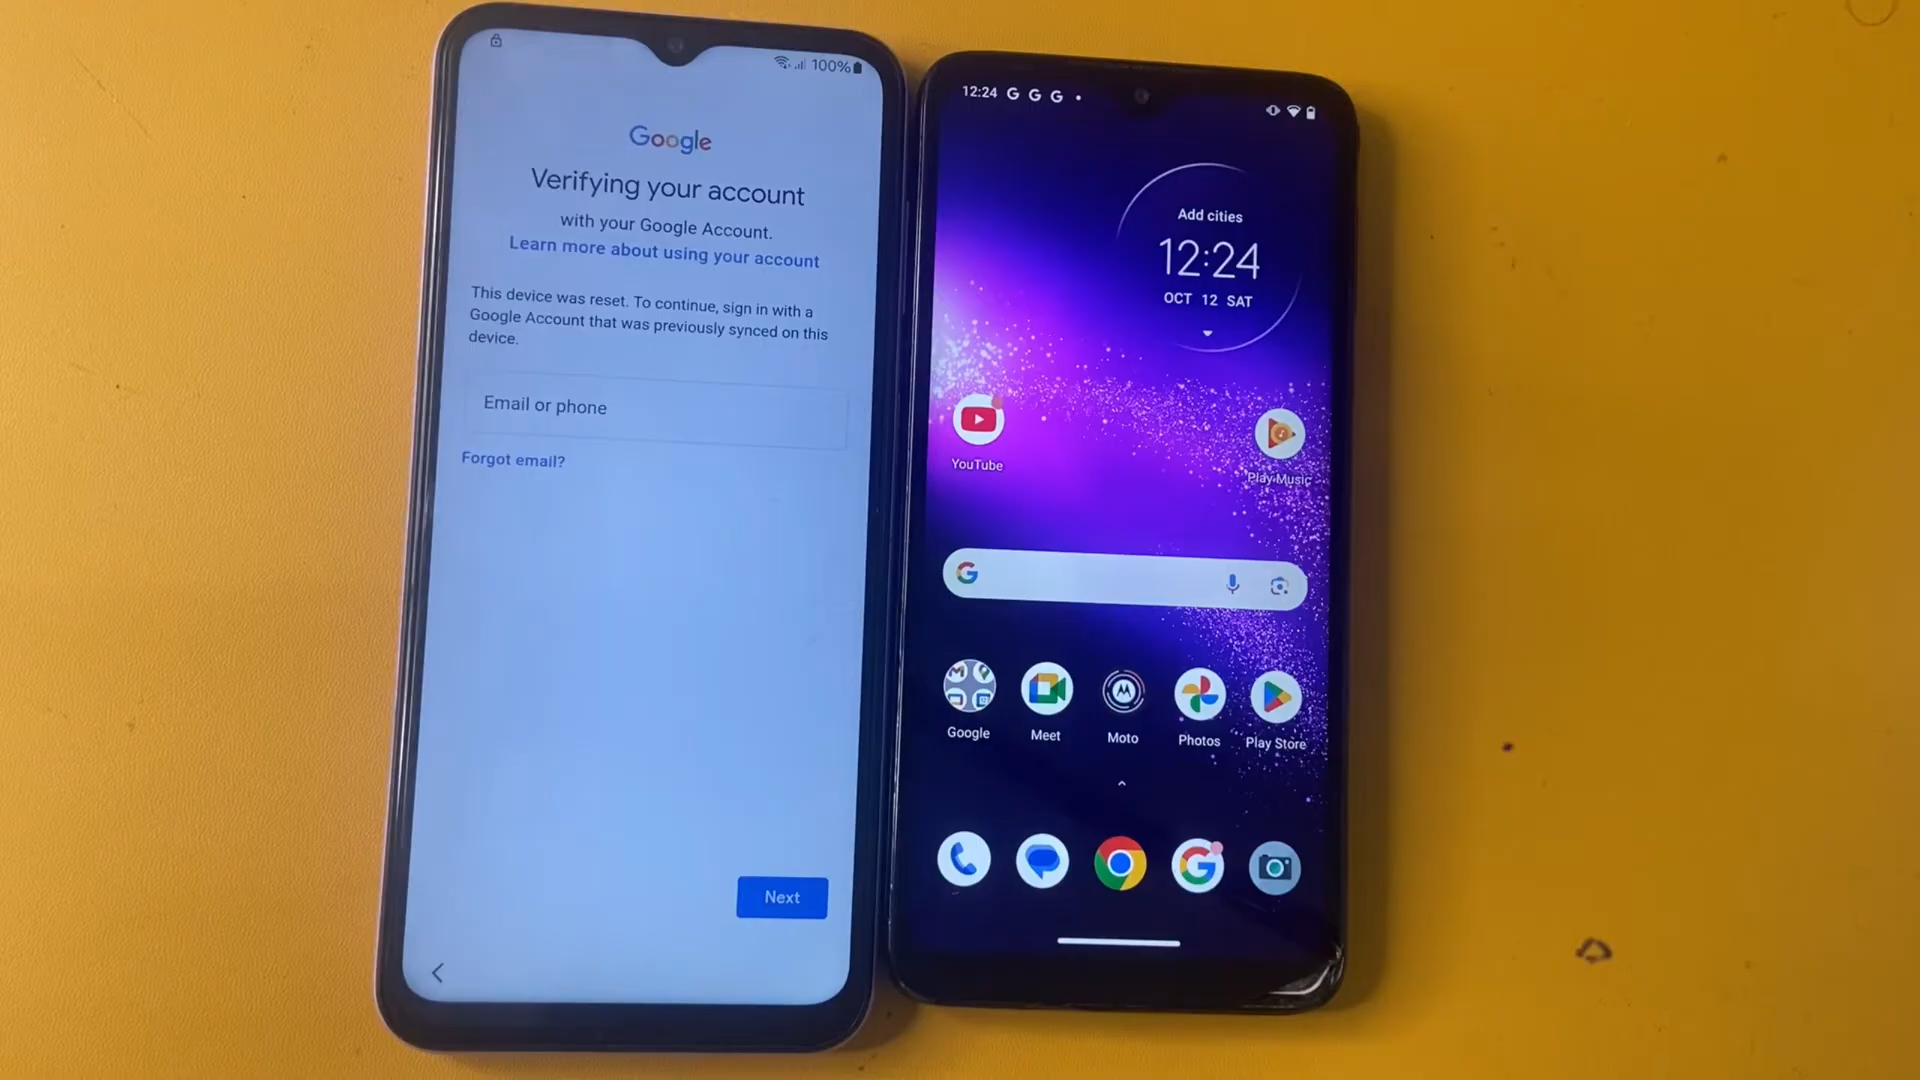 100%
Google
Verifying your account
with your Google Account.
Learn more about using your account
This device was reset. To continue, sign in with a
Google Account that was previously synced on this
device.
Email or phone
Forgot email?
Next
12:24 G G G
Add cities
12:24
OCT 12 SAT
YouTube
Play Music
Google
Meet
Moto
Photos
Play Store